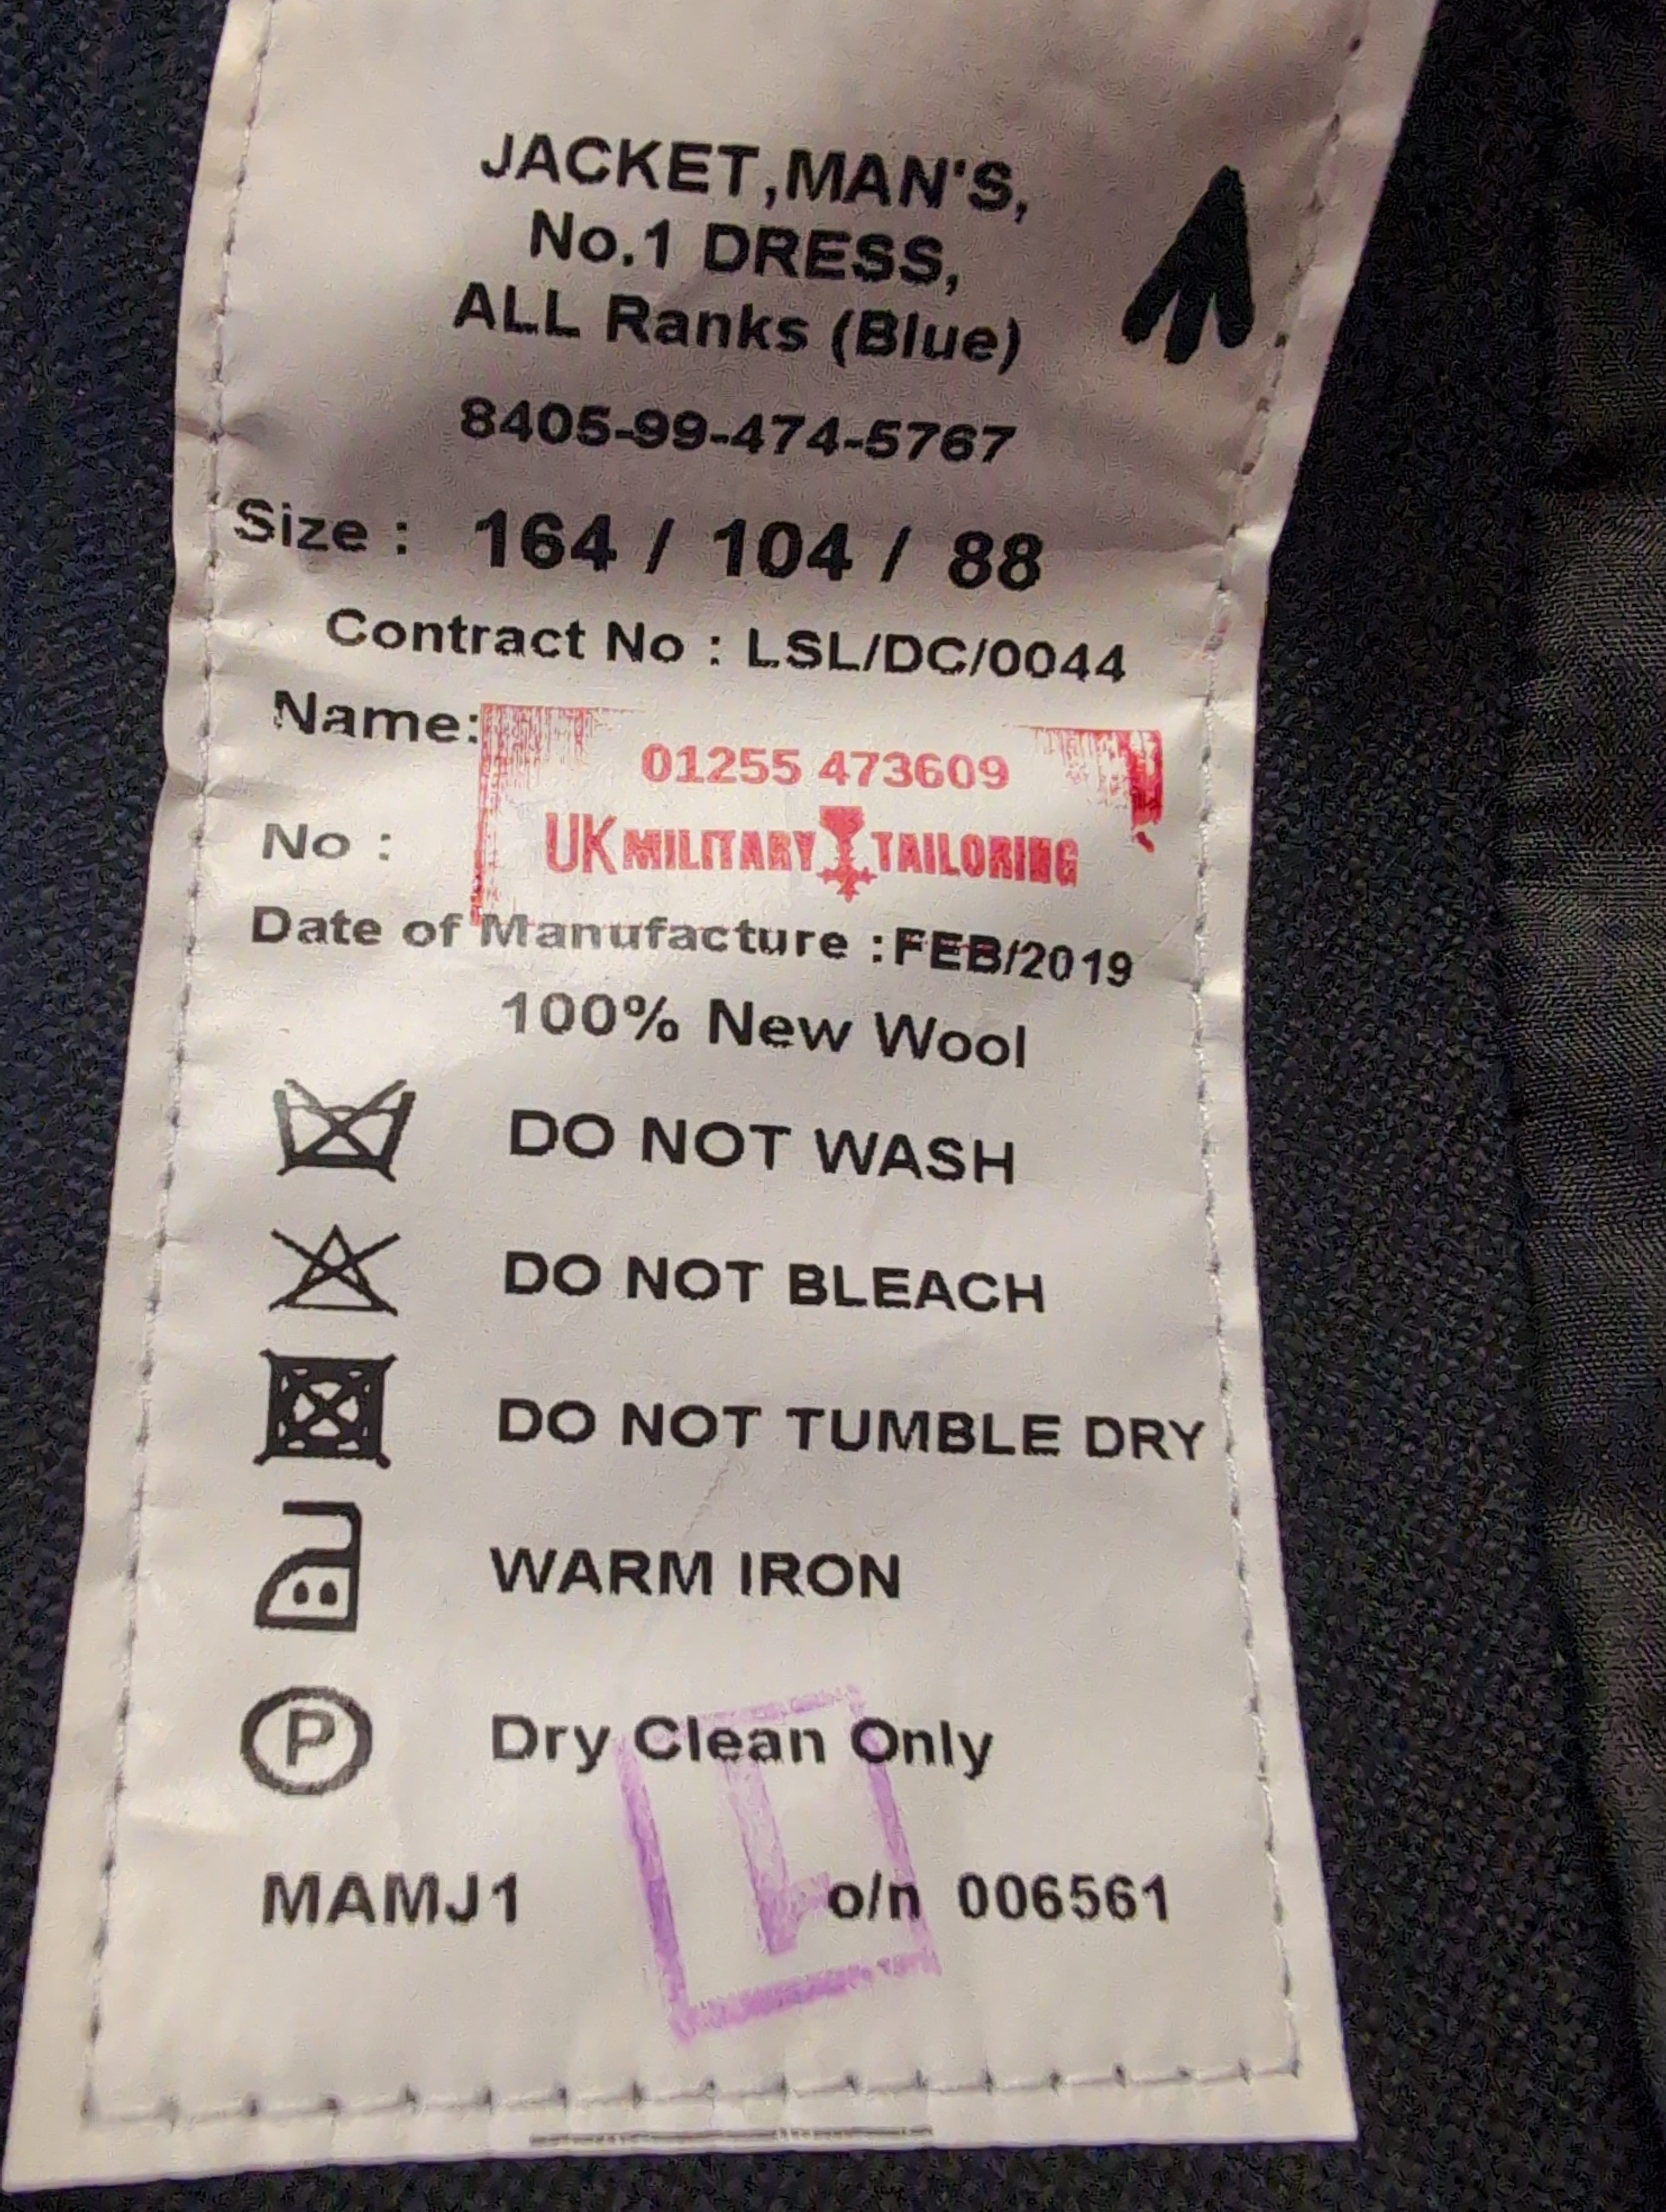 JACKET,MAN'S,
No.1 DRESS,
ALL Ranks (Blue)
8405-99-474-5767
Size : 164 / 104 / 88
Contract No : LSL/DC/0044
Name:
01255 473609
UK MILITARY TAILORING
No :
Date of Manufacture :FEB/2019
100% New Wool
DO NOT WASH
DO NOT BLEACH
DO NOT TUMBLE DRY
WARM IRON
P Dry Clean Only
L
MAMJ1 o/n 006561